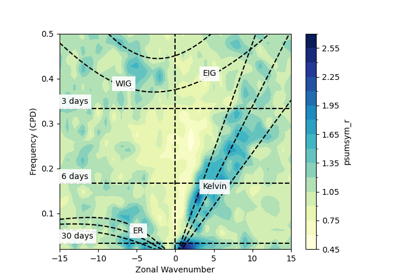 0.5
0.4
0.3
0.2
0.1
Frequency (CPD)
WIG
EIG
3 days
6 days
Kelvin
ER
30 days
−15
−10
−5
0
5
10
15
Zonal Wavenumber
2.55
2.25
1.95
1.65
1.35
1.05
0.75
0.45
psumsym_r